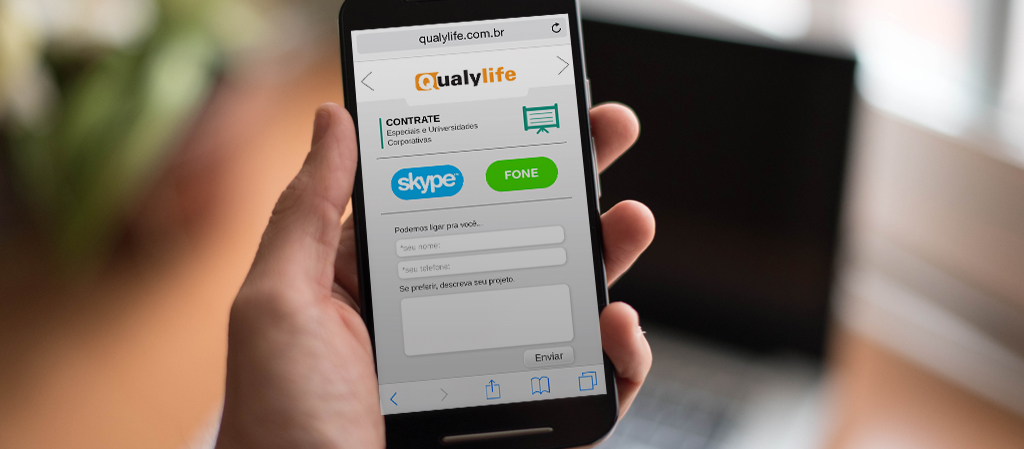 qualylife.com.br
Qualylife
CONTRATE
Especiais e Universidades
Corporativas
skype™
FONE
Podemos ligar pra você...
*seu nome:
*seu telefone:
Se preferir, descreva seu projeto.
Enviar